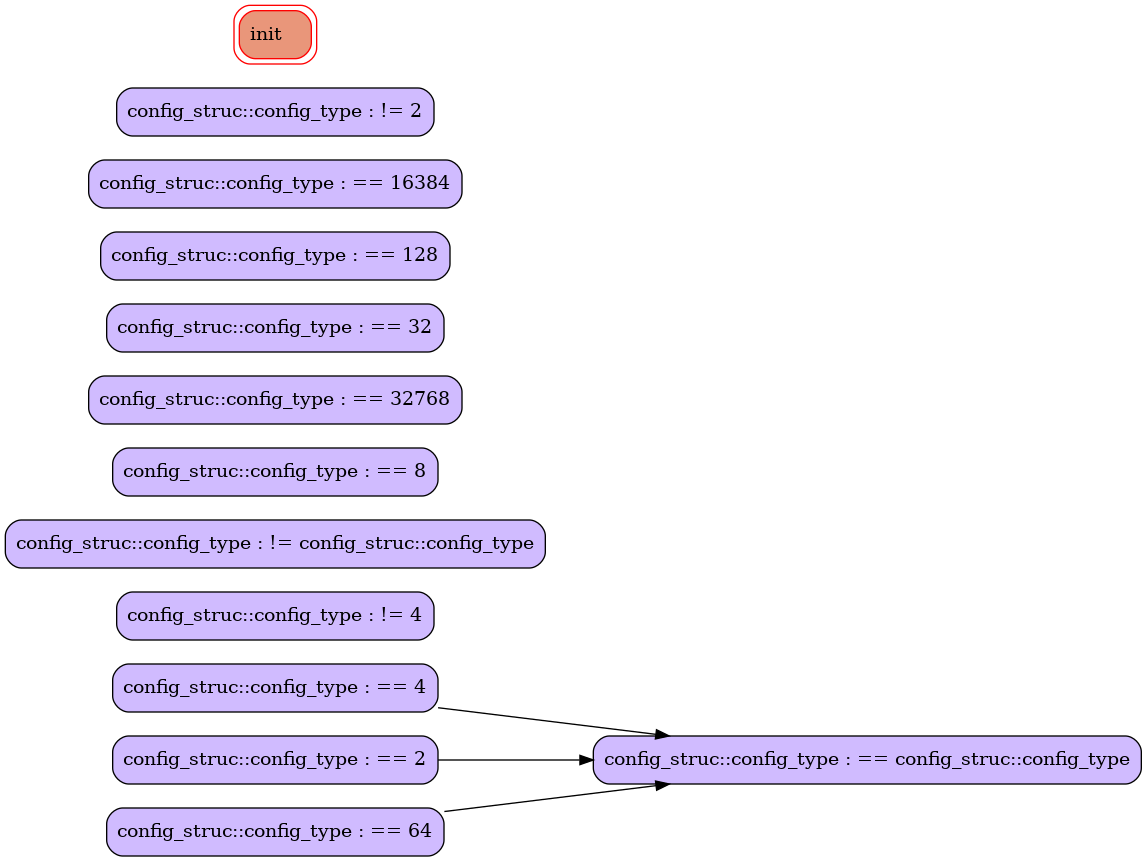 init
config_struc::config_type : != 2
config_struc::config_type : == 16384
config_struc::config_type : == 128
config_struc::config_type : == 32
config_struc::config_type : == 32768
config_struc::config_type : == 8
config_struc::config_type : != config_struc::config_type
config_struc::config_type : != 4
config_struc::config_type : == 4
config_struc::config_type : == 2
config_struc::config_type : == config_struc::config_type
config_struc::config_type : == 64